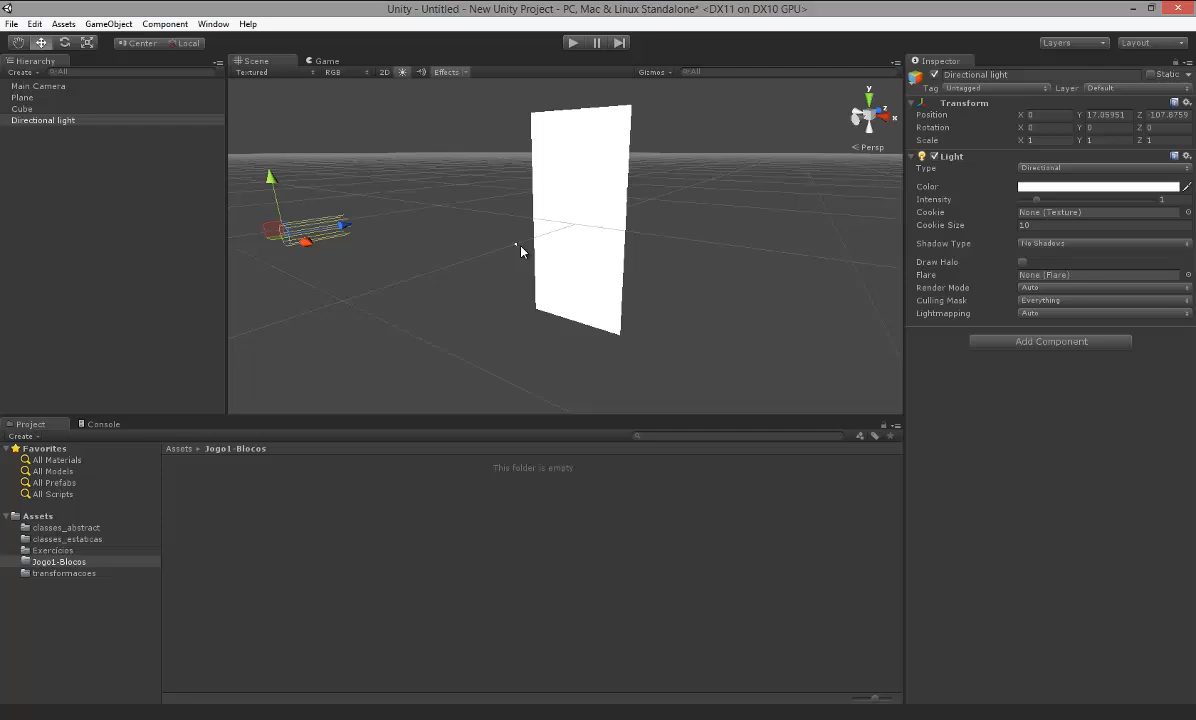 Unity - Untitled - New Unity Project - PC, Mac & Linux Standalone* <DX11 on DX10 GPU>
File Edit Assets GameObject Component Window Help
Center Local Layers Layout
Hierarchy
Create All
Main Camera
Plane
Cube
Directional light
Scene Game
Textured RGB 2D Effects Gizmos All
y
z
x
Persp
Inspector
Directional light Static
Tag Untagged Layer Default
Transform
Position X 0 Y 17.05951 Z -107.8759
Rotation X 0 Y 0 Z 0
Scale X 1 Y 1 Z 1
Light
Type Directional
Color
Intensity 1
Cookie None (Texture)
Cookie Size 10
Shadow Type No Shadows
Draw Halo
Flare None (Flare)
Render Mode Auto
Culling Mask Everything
Lightmapping Auto
Add Component
Project Console
Create
Favorites
All Materials
All Models
All Prefabs
All Scripts
Assets
classes_abstract
classes_estaticas
Exercicios
Jogo1-Blocos
transformacoes
Assets Jogo1-Blocos
This folder is empty